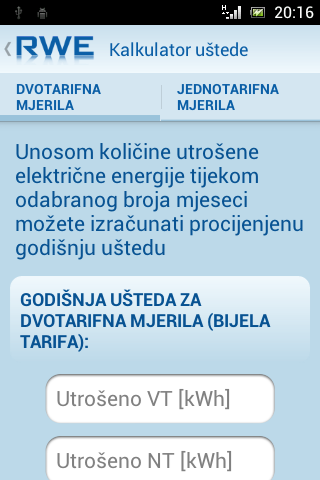 20:16
RWE Kalkulator uštede
DVOTARIFNA
MJERILA
JEDNOTARIFNA
MJERILA
Unosom količine utrošene
električne energije tijekom
odabranog broja mjeseci
možete izračunati procijenjenu
godišnju uštedu
GODIŠNJA UŠTEDA ZA
DVOTARIFNA MJERILA (BIJELA
TARIFA):
Utrošeno VT [kWh]
Utrošeno NT [kWh]